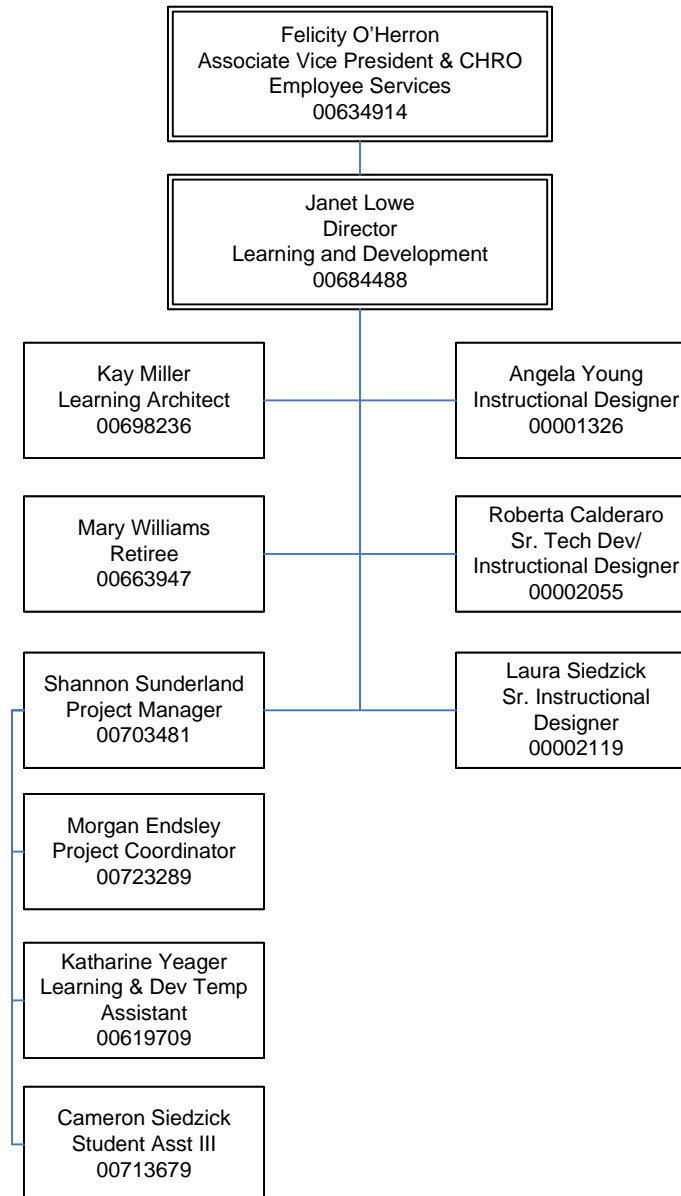 Felicity O'Herron
Associate Vice President & CHRO
Employee Services
00634914
Janet Lowe
Director
Learning and Development
00684488
Kay Miller
Learning Architect
00698236
Angela Young
Instructional Designer
00001326
Mary Williams
Retiree
00663947
Roberta Calderaro
Sr. Tech Dev/
Instructional Designer
00002055
Shannon Sunderland
Project Manager
00703481
Laura Siedzick
Sr. Instructional
Designer
00002119
Morgan Endsley
Project Coordinator
00723289
Katharine Yeager
Learning & Dev Temp
Assistant
00619709
Cameron Siedzick
Student Asst III
00713679